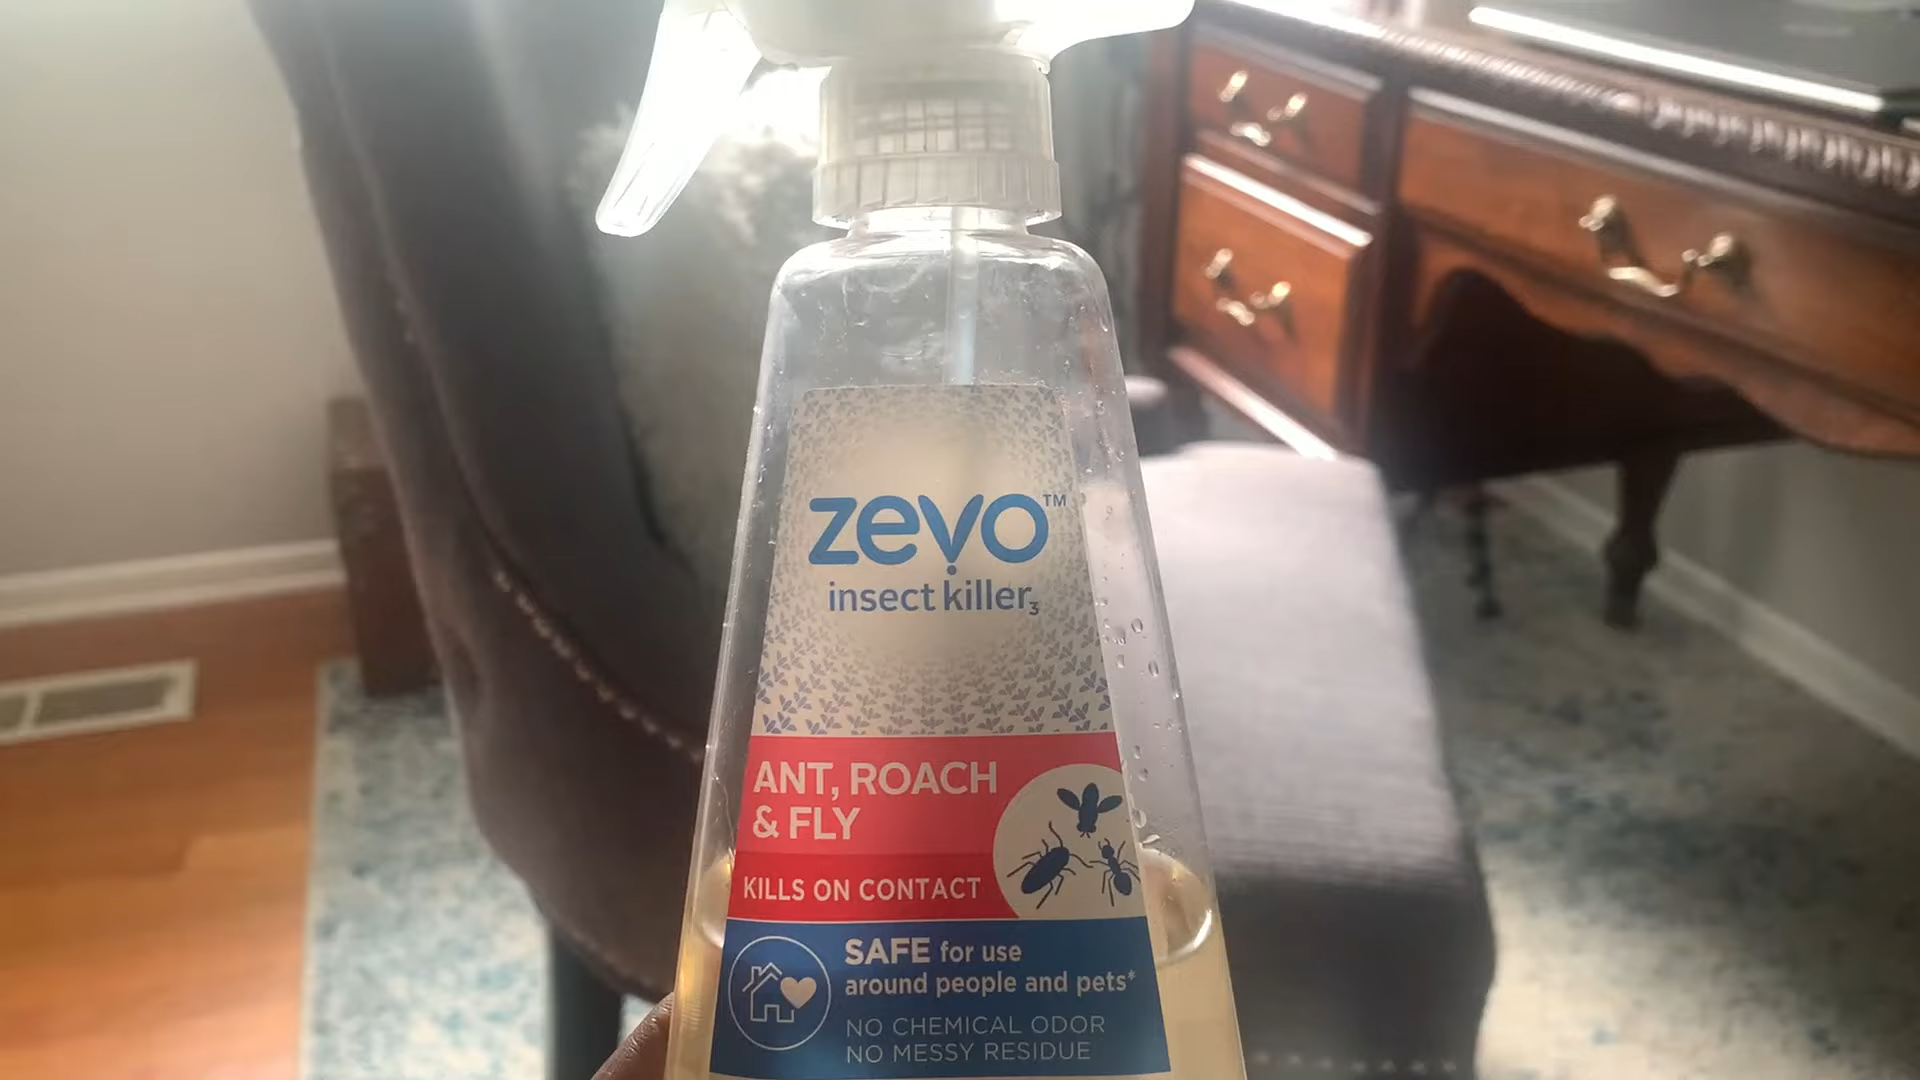 zevo™
insect killer₃
ANT, ROACH
& FLY
KILLS ON CONTACT
SAFE for use
around people and pets*
NO CHEMICAL ODOR
NO MESSY RESIDUE